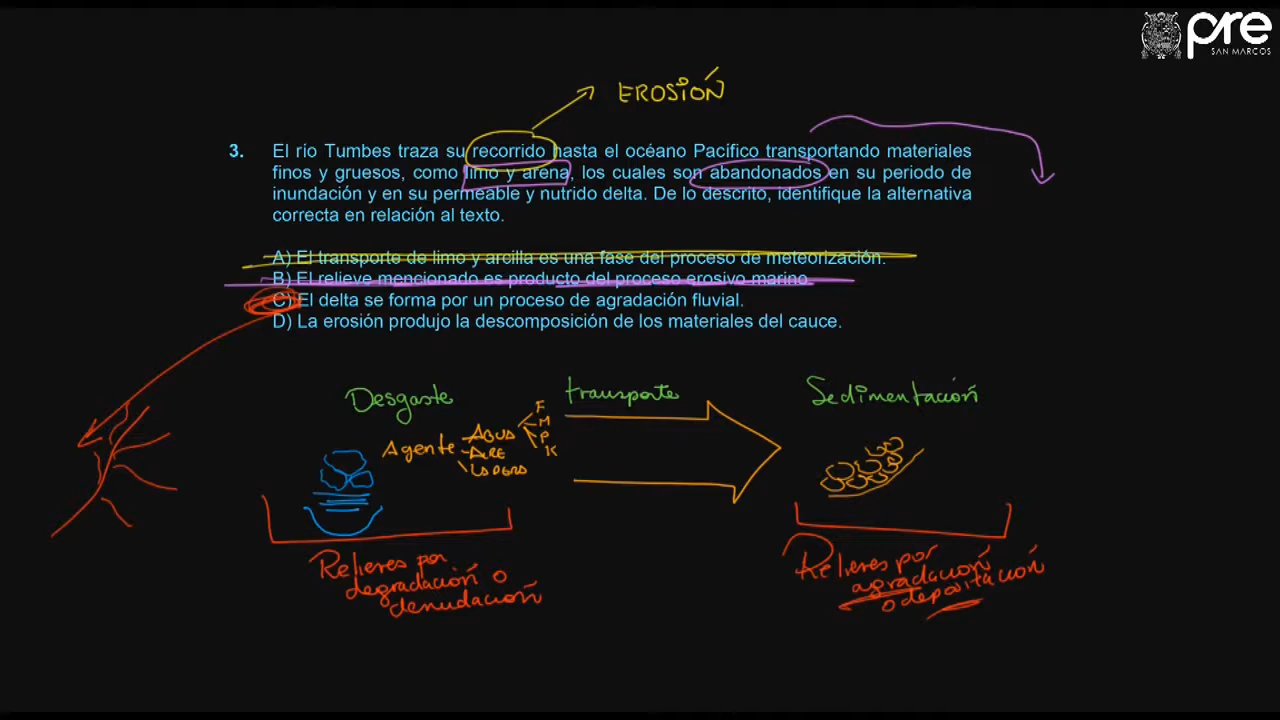 pre
SAN MARCOS
EROSIÓN
3. El río Tumbes traza su recorrido hasta el océano Pacífico transportando materiales
finos y gruesos, como limo y arena, los cuales son abandonados en su periodo de
inundación y en su permeable y nutrido delta. De lo descrito, identifique la alternativa
correcta en relación al texto.
A) El transporte de limo y arcilla es una fase del proceso de meteorización.
B) El relieve mencionado es producto del proceso erosivo marino.
C) El delta se forma por un proceso de agradación fluvial.
D) La erosión produjo la descomposición de los materiales del cauce.
Desgaste
transporte
Sedimentación
Agente
AGUA
AIRE
F
M
P
K
Relieves por
degradación o
denudación
Relieves por
agradación
o depositación